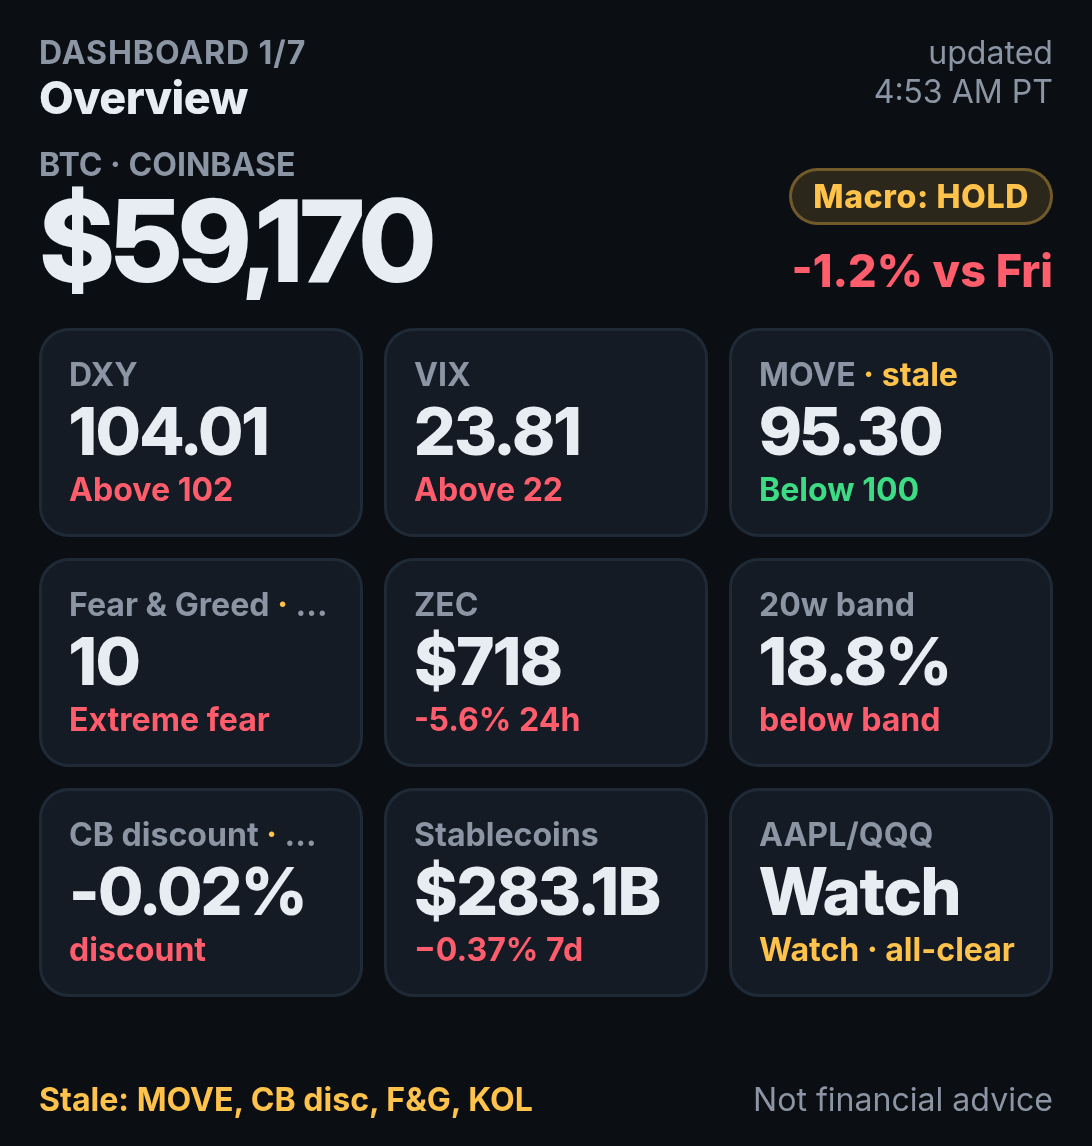 DASHBOARD 1/7
Overview
updated
4:53 AM PT
BTC · COINBASE
$59,170
Macro: HOLD
-1.2% vs Fri
DXY
104.01
Above 102
VIX
23.81
Above 22
MOVE · stale
95.30
Below 100
Fear & Greed · ...
10
Extreme fear
ZEC
$718
-5.6% 24h
20w band
18.8%
below band
CB discount · ...
-0.02%
discount
Stablecoins
$283.1B
−0.37% 7d
AAPL/QQQ
Watch
Watch · all-clear
Stale: MOVE, CB disc, F&G, KOL
Not financial advice